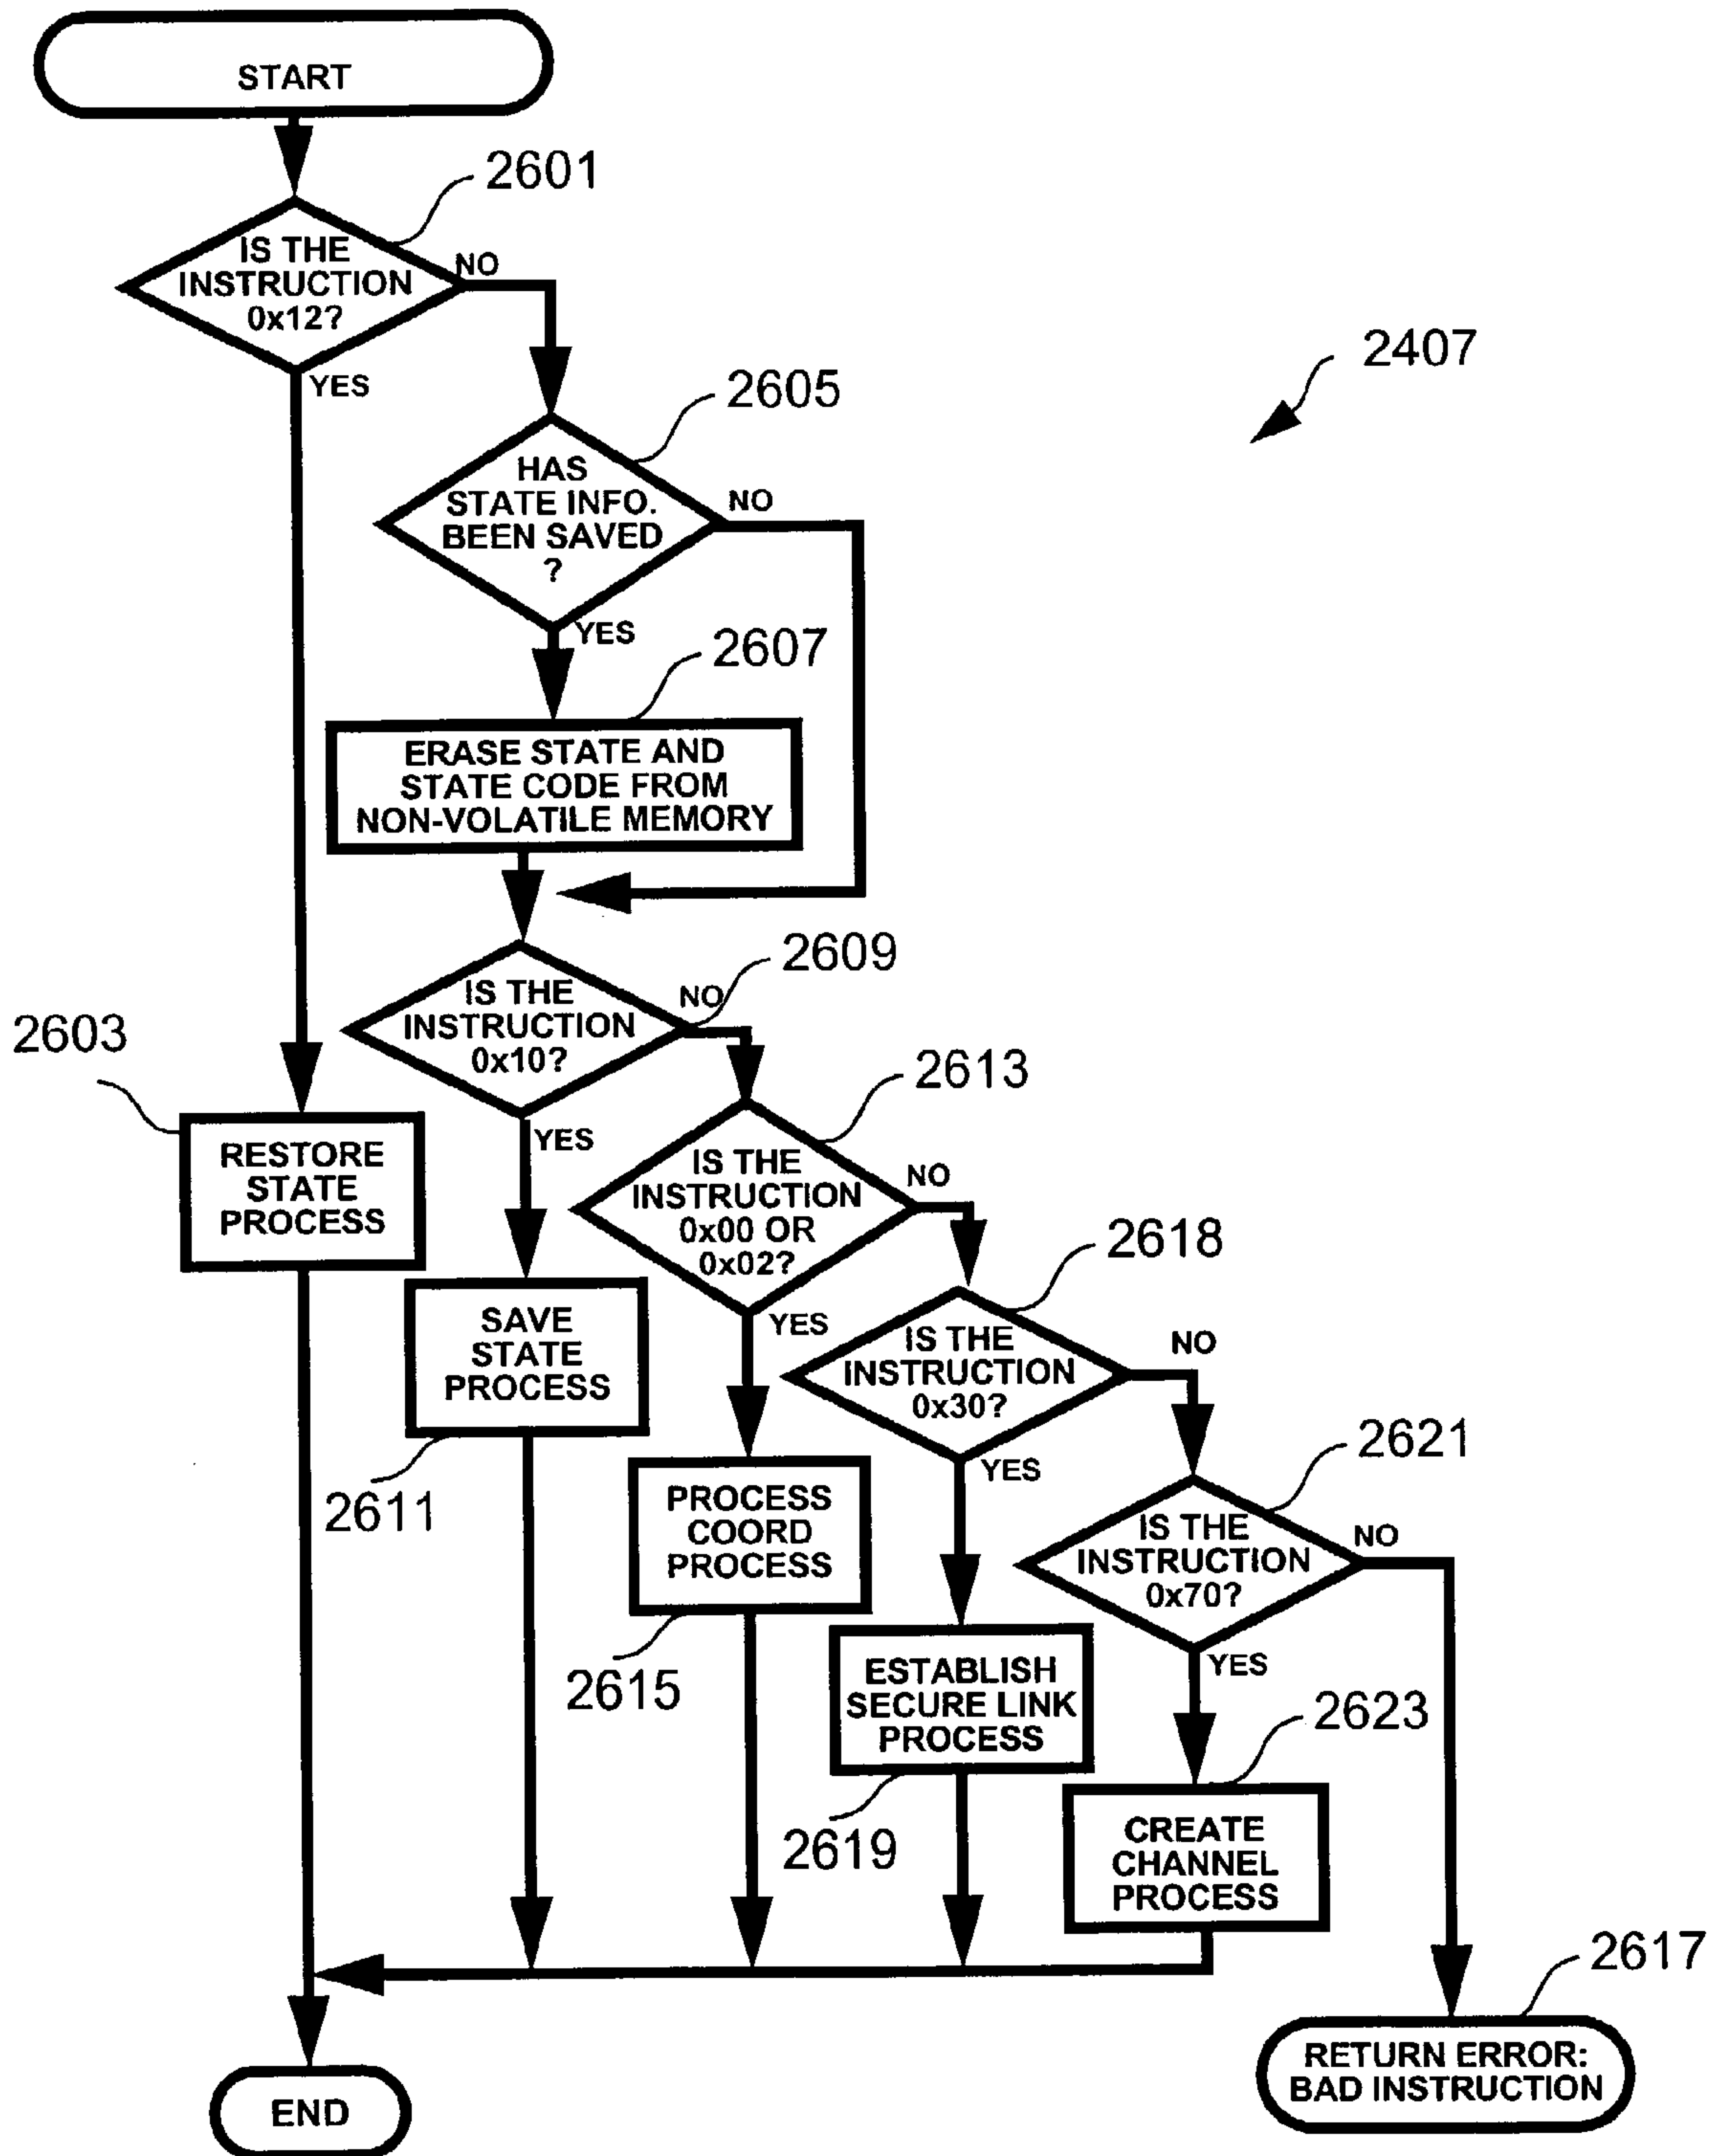 START
2601
IS THE
INSTRUCTION
0x12?
NO
YES
2407
2605
HAS
STATE INFO.
BEEN SAVED
?
NO
YES
2607
ERASE STATE AND
STATE CODE FROM
NON-VOLATILE MEMORY
2609
IS THE
INSTRUCTION
0x10?
NO
YES
2603
RESTORE
STATE
PROCESS
2613
IS THE
INSTRUCTION
0x00 OR
0x02?
NO
YES
SAVE
STATE
PROCESS
2611
2618
IS THE
INSTRUCTION
0x30?
NO
YES
PROCESS
COORD
PROCESS
2615
2621
IS THE
INSTRUCTION
0x70?
NO
YES
ESTABLISH
SECURE LINK
PROCESS
2619
2623
CREATE
CHANNEL
PROCESS
2617
RETURN ERROR:
BAD INSTRUCTION
END